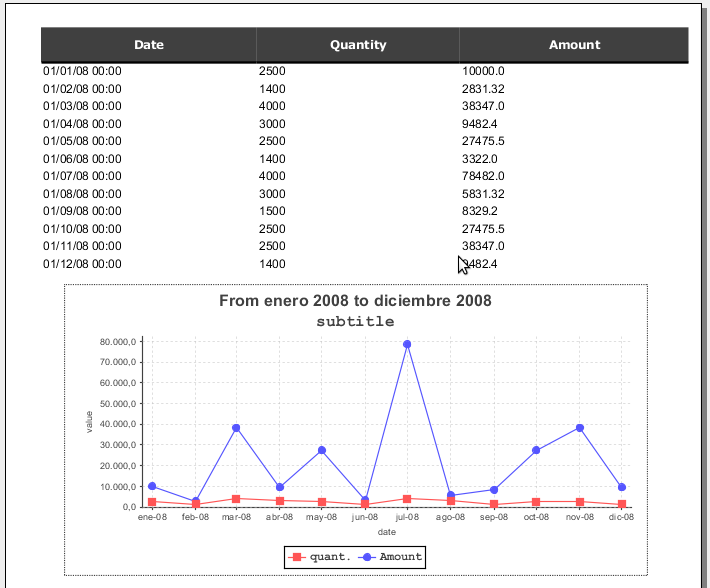 Date Quantity Amount
01/01/08 00:00 2500 10000.0
01/02/08 00:00 1400 2831.32
01/03/08 00:00 4000 38347.0
01/04/08 00:00 3000 9482.4
01/05/08 00:00 2500 27475.5
01/06/08 00:00 1400 3322.0
01/07/08 00:00 4000 78482.0
01/08/08 00:00 3000 5831.32
01/09/08 00:00 1500 8329.2
01/10/08 00:00 2500 27475.5
01/11/08 00:00 2500 38347.0
01/12/08 00:00 1400 9482.4
From enero 2008 to diciembre 2008
subtitle
80.000,0
70.000,0
60.000,0
50.000,0
40.000,0
30.000,0
20.000,0
10.000,0
0,0
value
ene-08 feb-08 mar-08 abr-08 may-08 jun-08 jul-08 ago-08 sep-08 oct-08 nov-08 dic-08
date
quant. Amount